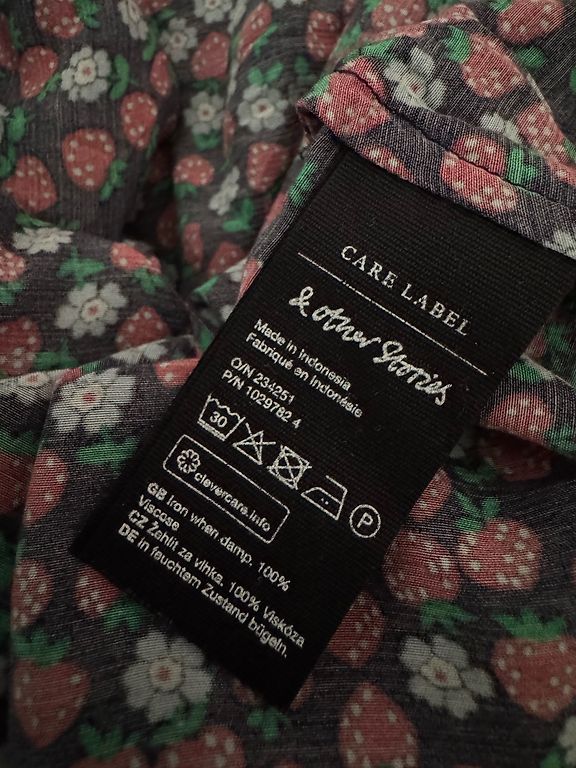 CARE LABEL
& other Stories
Made in Indonesia
Fabriqué en Indonésie
O/N 234251
P/N 1029782 4
30
P
clevercare.info
GB Iron when damp. 100%
Viscose
CZ Žehlit za vlhka. 100% Viskóza
DE in feuchtem Zustand bügeln.